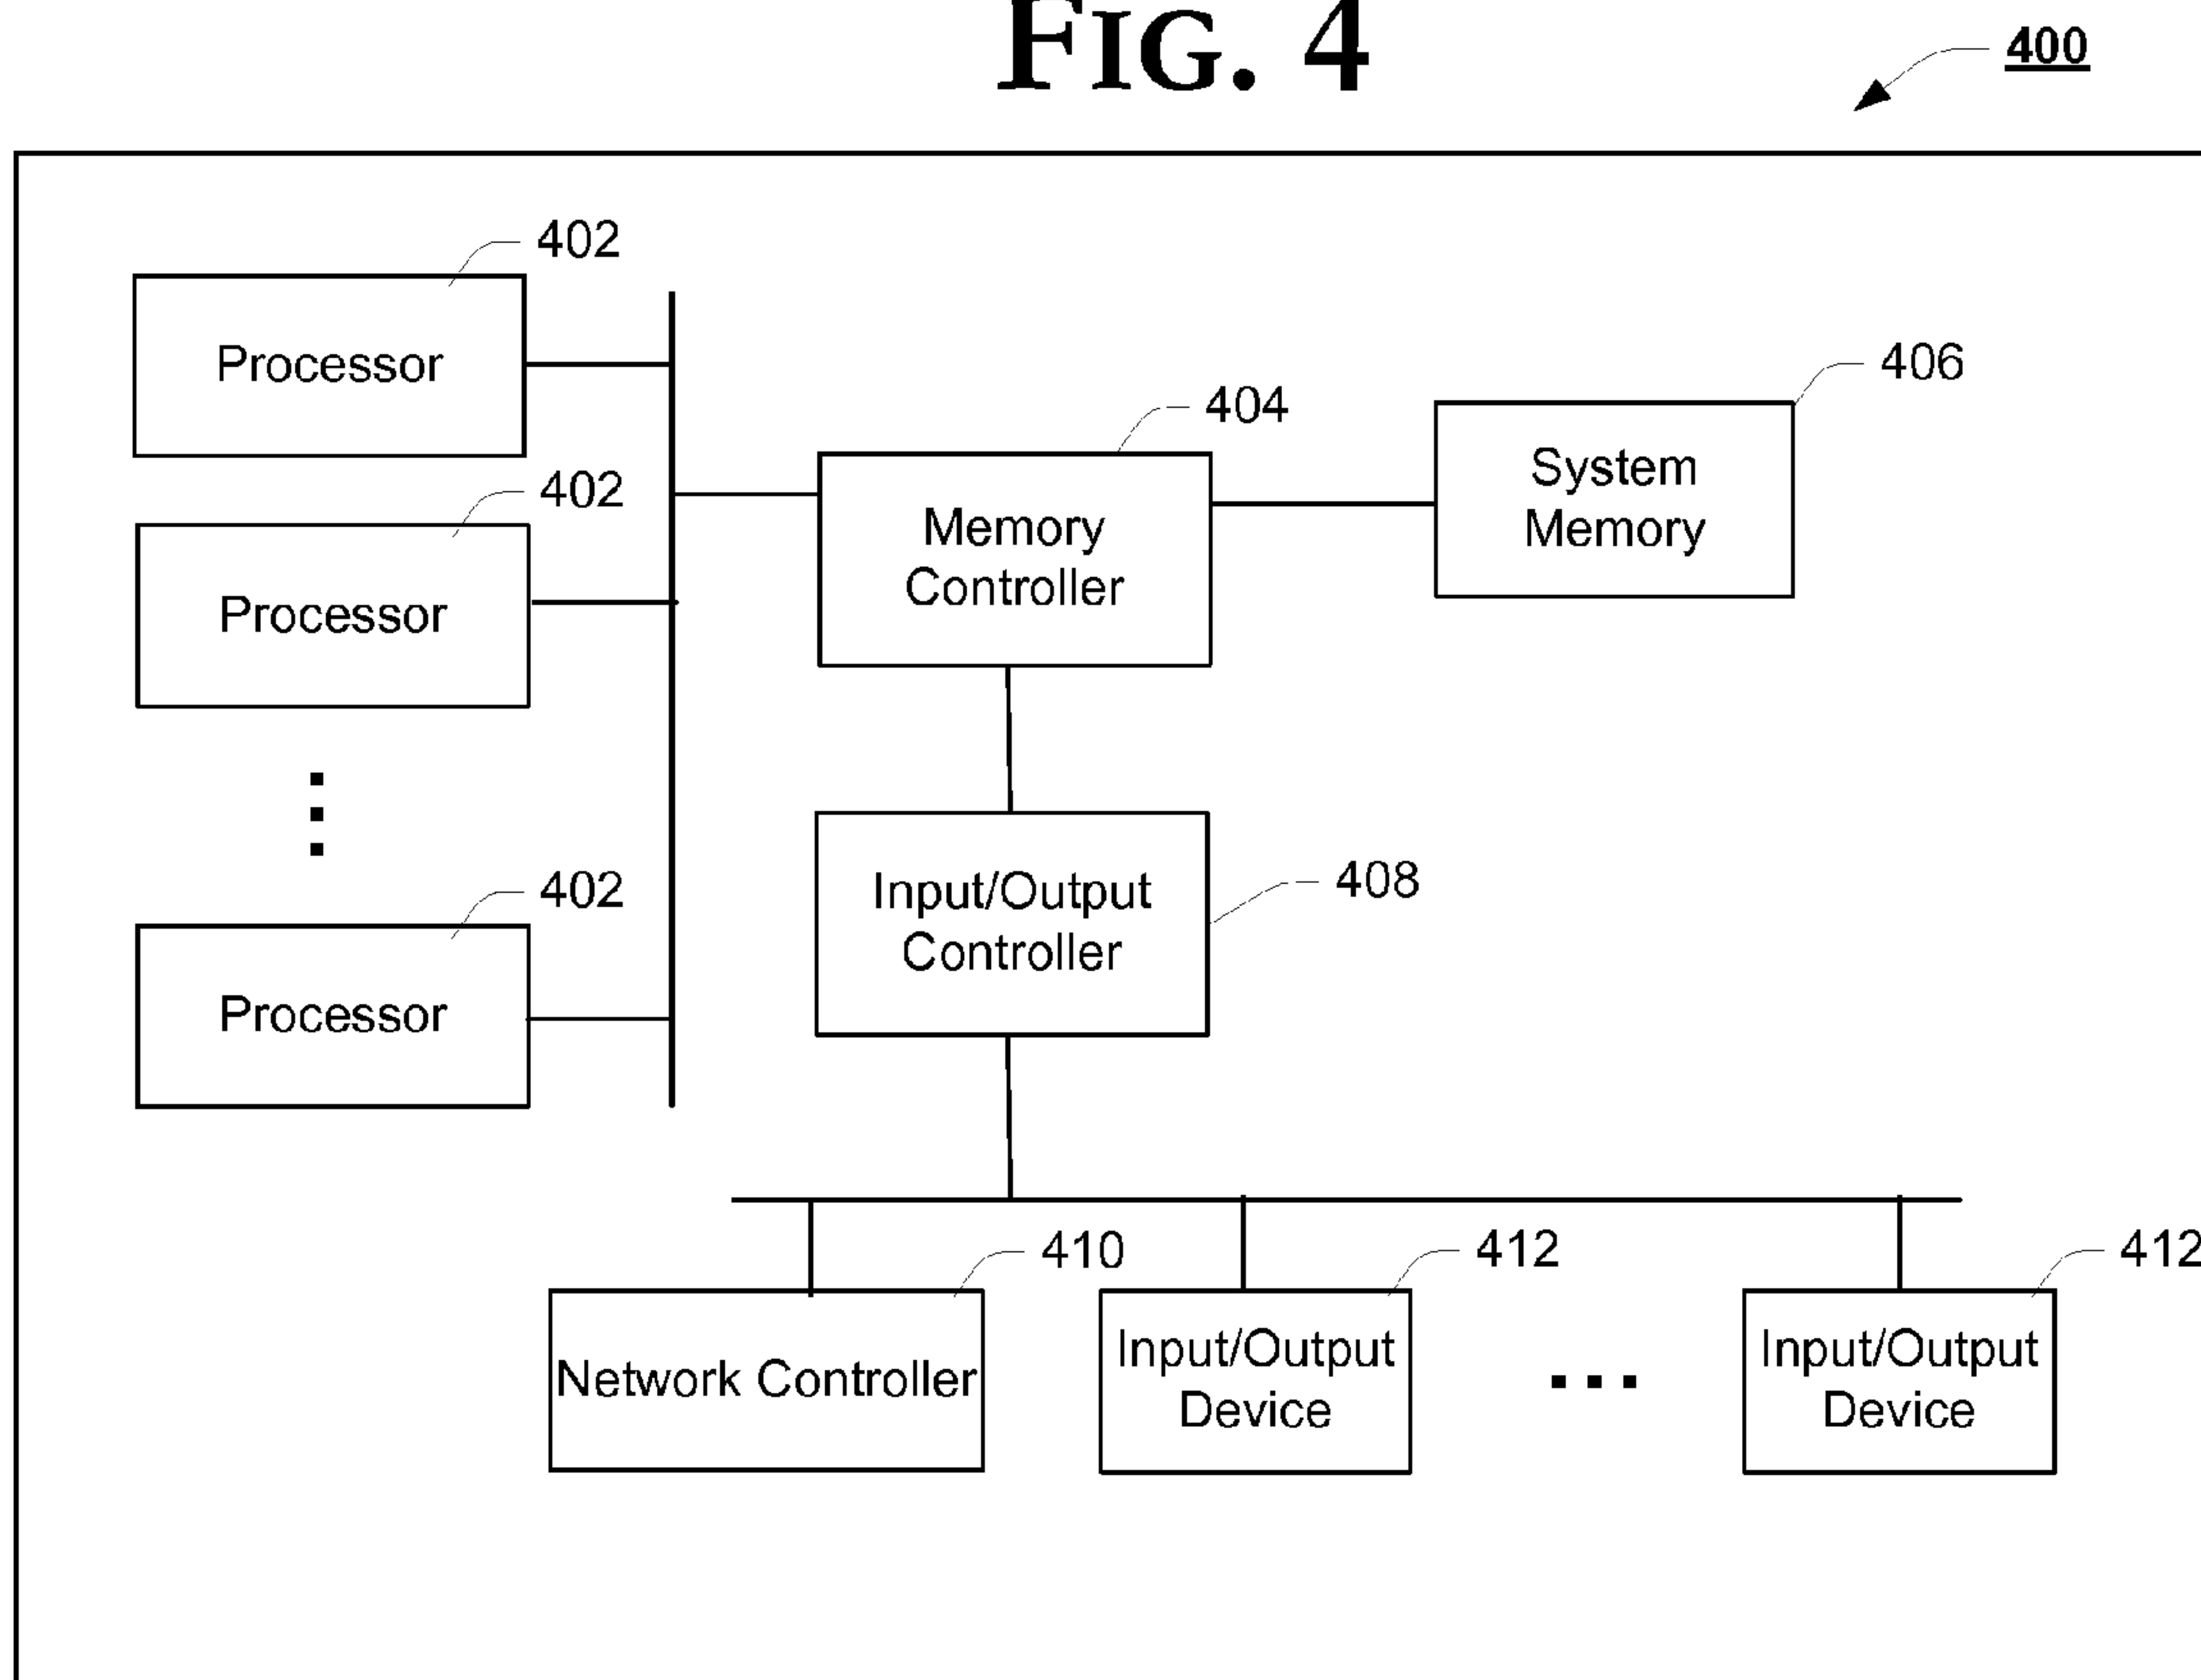 FIG. 4
400
402
Processor
402
Processor
402
Processor
404
Memory
Controller
406
System
Memory
408
Input/Output
Controller
410
Network Controller
412
Input/Output
Device
412
Input/Output
Device